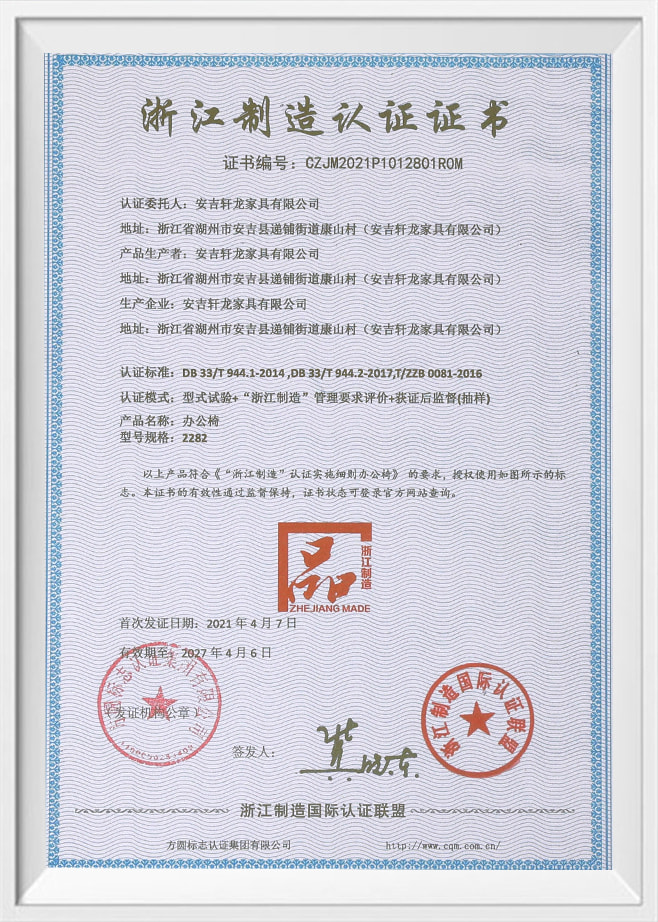 浙江制造认证证书
证书编号：CZJM2021P1012801R0M
认证委托人：安吉轩龙家具有限公司
地址：浙江省湖州市安吉县递铺街道康山村（安吉轩龙家具有限公司）
产品生产者：安吉轩龙家具有限公司
地址：浙江省湖州市安吉县递铺街道康山村（安吉轩龙家具有限公司）
生产企业：安吉轩龙家具有限公司
地址：浙江省湖州市安吉县递铺街道康山村（安吉轩龙家具有限公司）
认证标准：DB 33/T 944.1-2014 ,DB 33/T 944.2-2017,T/ZZB 0081-2016
认证模式：型式试验+“浙江制造”管理要求评价+获证后监督(抽样)
产品名称：办公椅
型号规格：2282
以上产品符合《“浙江制造”认证实施细则办公椅》的要求，授权使用如图所示的标
志。本证书的有效性通过监督保持，证书状态可登录官方网站查询。
品
浙江制造
ZHEJIANG MADE
首次发证日期：2021 年 4 月 7 日
有效期至：2027 年 4 月 6 日
方圆标志认证集团有限公司
（发证机构公章）
浙江制造国际认证联盟
签发人：
浙江制造国际认证联盟
方圆标志认证集团有限公司
http://www.cqm.com.cn/